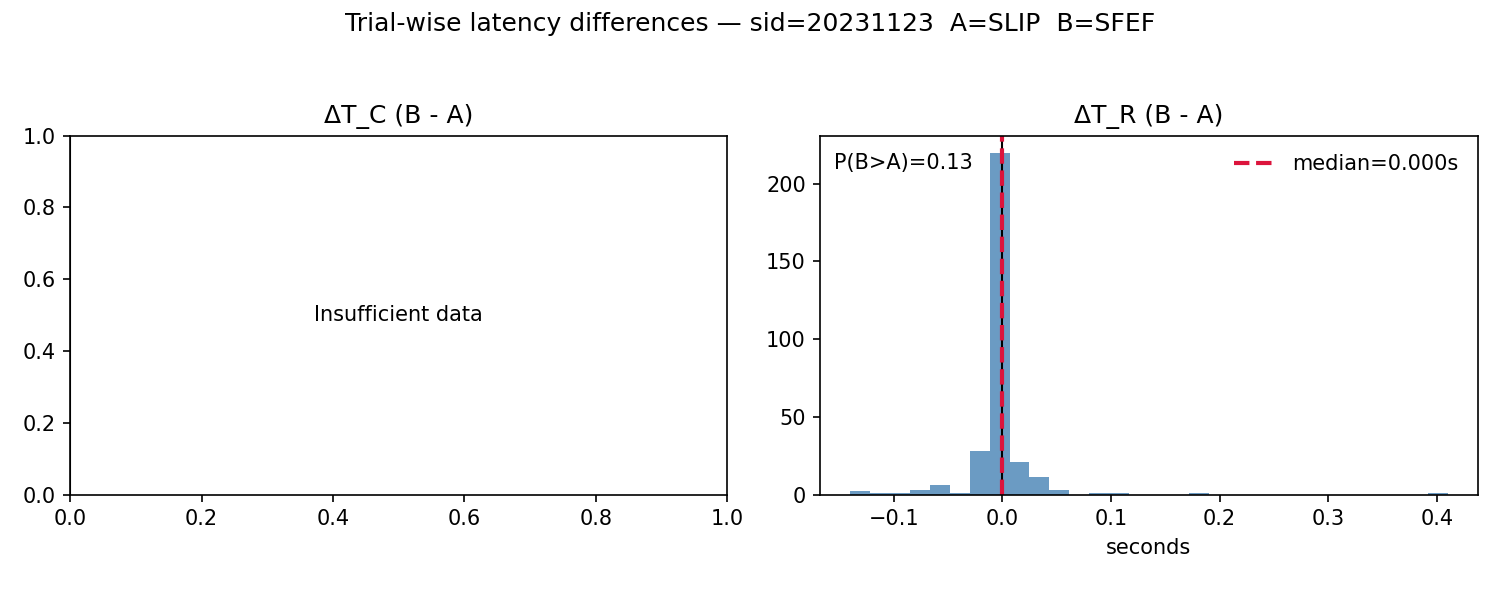 Trial-wise latency differences — sid=20231123  A=SLIP  B=SFEF
ΔT_C (B - A)
1.0
0.8
0.6
0.4
0.2
0.0
Insufficient data
0.0 0.2 0.4 0.6 0.8 1.0
ΔT_R (B - A)
P(B>A)=0.13
median=0.000s
200
150
100
50
0
−0.1 0.0 0.1 0.2 0.3 0.4
seconds